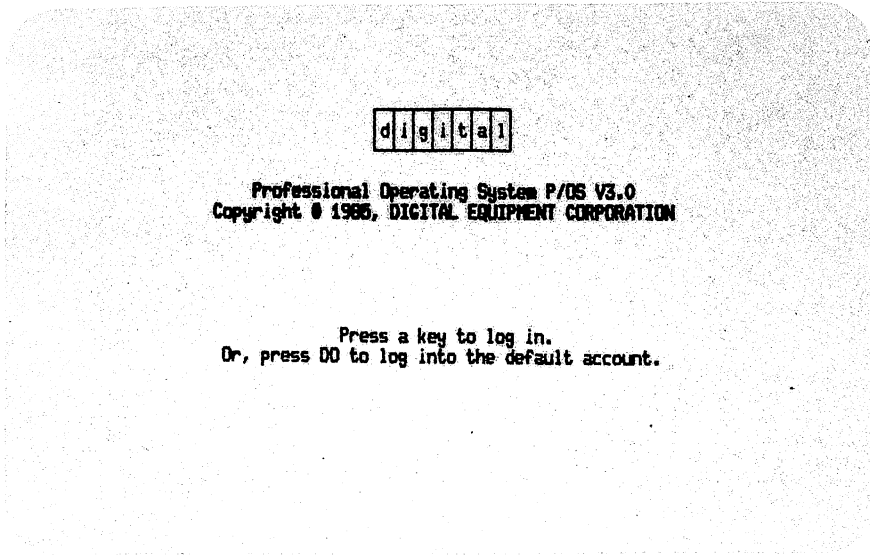 digital
Professional Operating System P/OS V3.0
Copyright © 1985, DIGITAL EQUIPMENT CORPORATION
Press a key to log in.
Or, press DO to log into the default account.